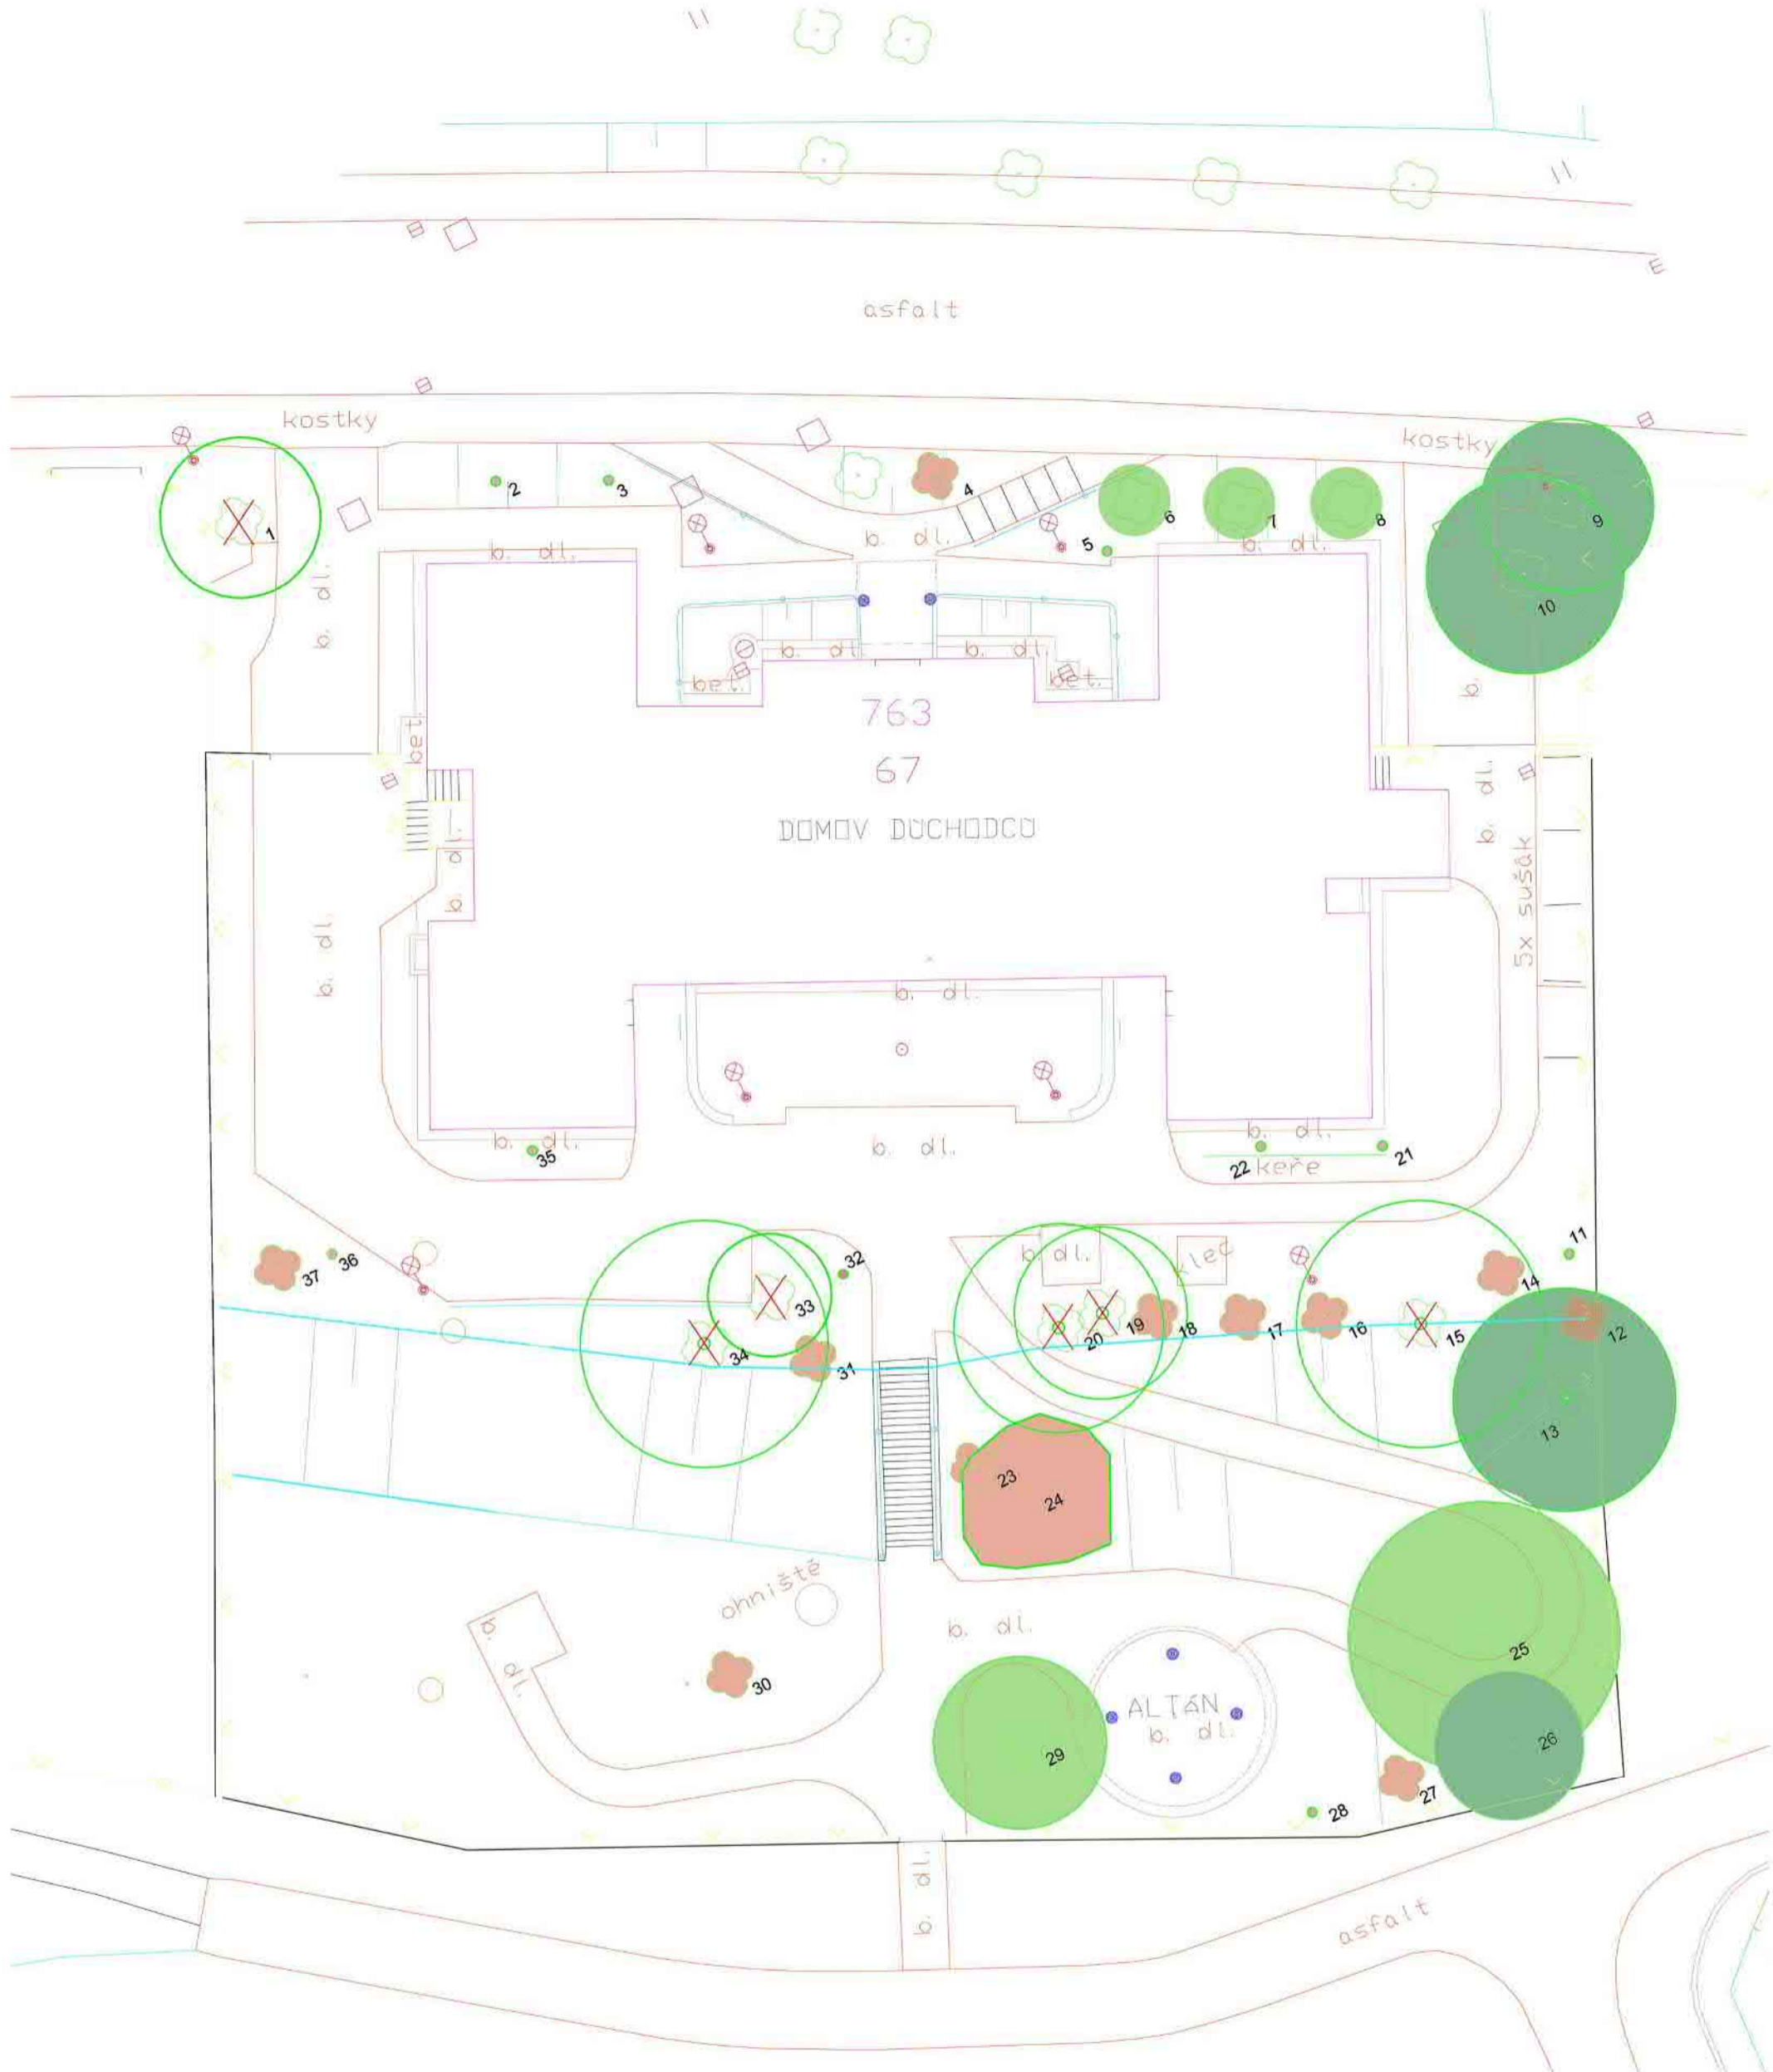 E
asfalt
kostky
kostky
1
2
3
4
5
6
7
8
9
10
b. dl.
b. dl.
b. dl.
b. dl.
b. dl.
b. dl.
bet.
bet.
b.
763
67
bet.
DOMOV DŮCHODCŮ
b. dl.
b. dl.
b. dl.
5x sušák
b. dl.
b. dl.
b. dl.
35
b. dl.
22
keře
21
37
36
32
33
34
31
b. dl.
klec
20
19
18
17
16
15
14
11
12
13
23
24
ohniště
b. dl.
b. dl.
30
29
ALTÁN
b. dl.
25
26
27
28
b. dl.
asfalt